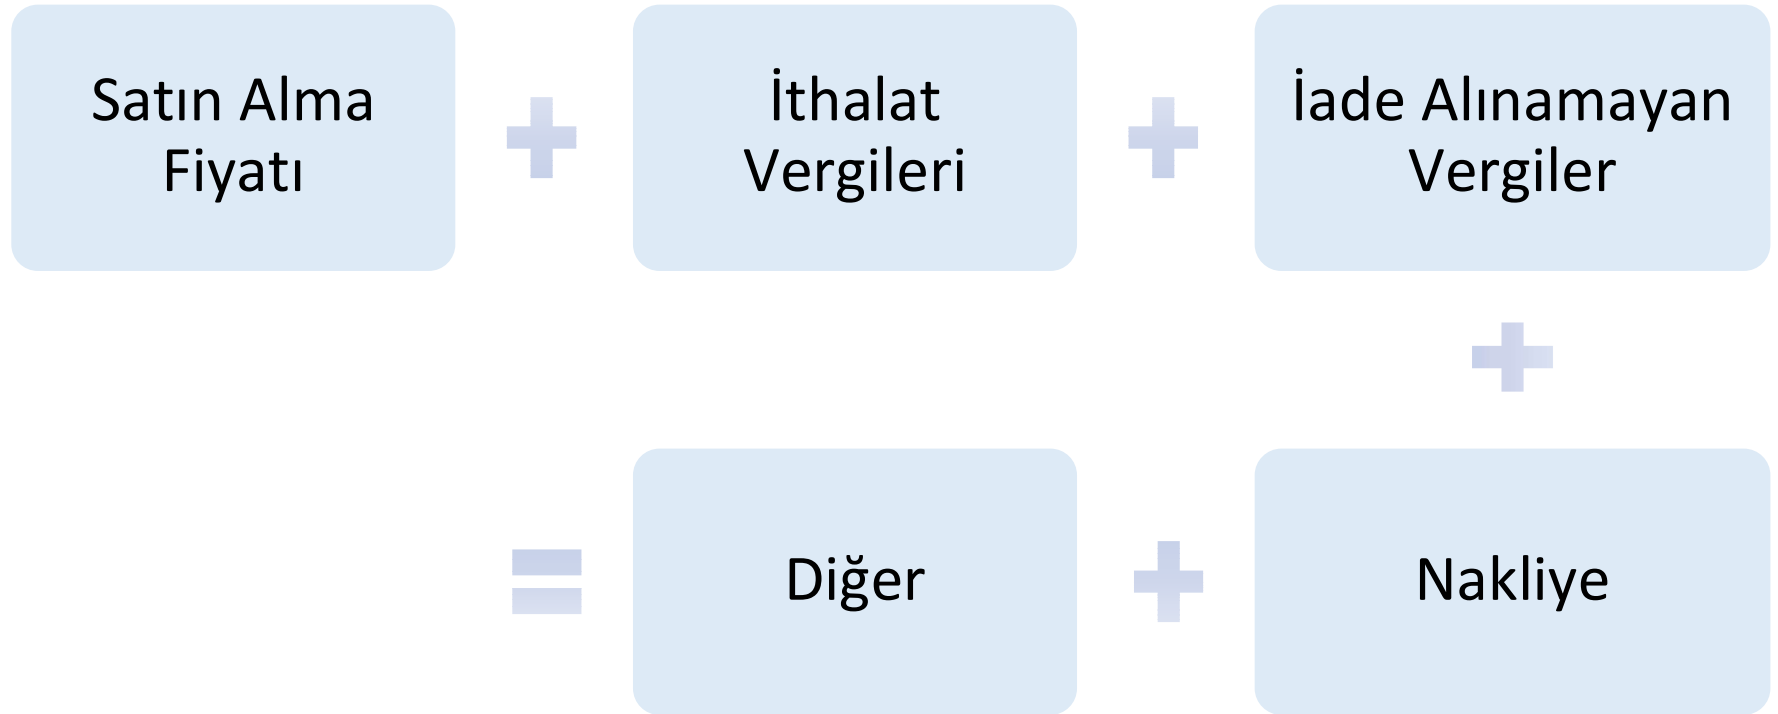 Satın Alma
Fiyatı
+
İthalat
Vergileri
+
İade Alınamayan
Vergiler
+
Nakliye
+
Diğer
=